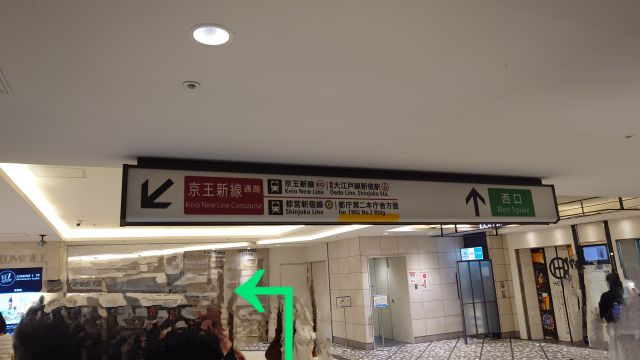 京王新線 通路
Keio New Line Concourse
京王新線
Keio New Line
大江戸線新宿駅
Oedo Line, Shinjuku Sta.
都営新宿線
Shinjuku Line
都庁第二本庁舎方面
for TMG No.2 Bldg.
西口
West Square